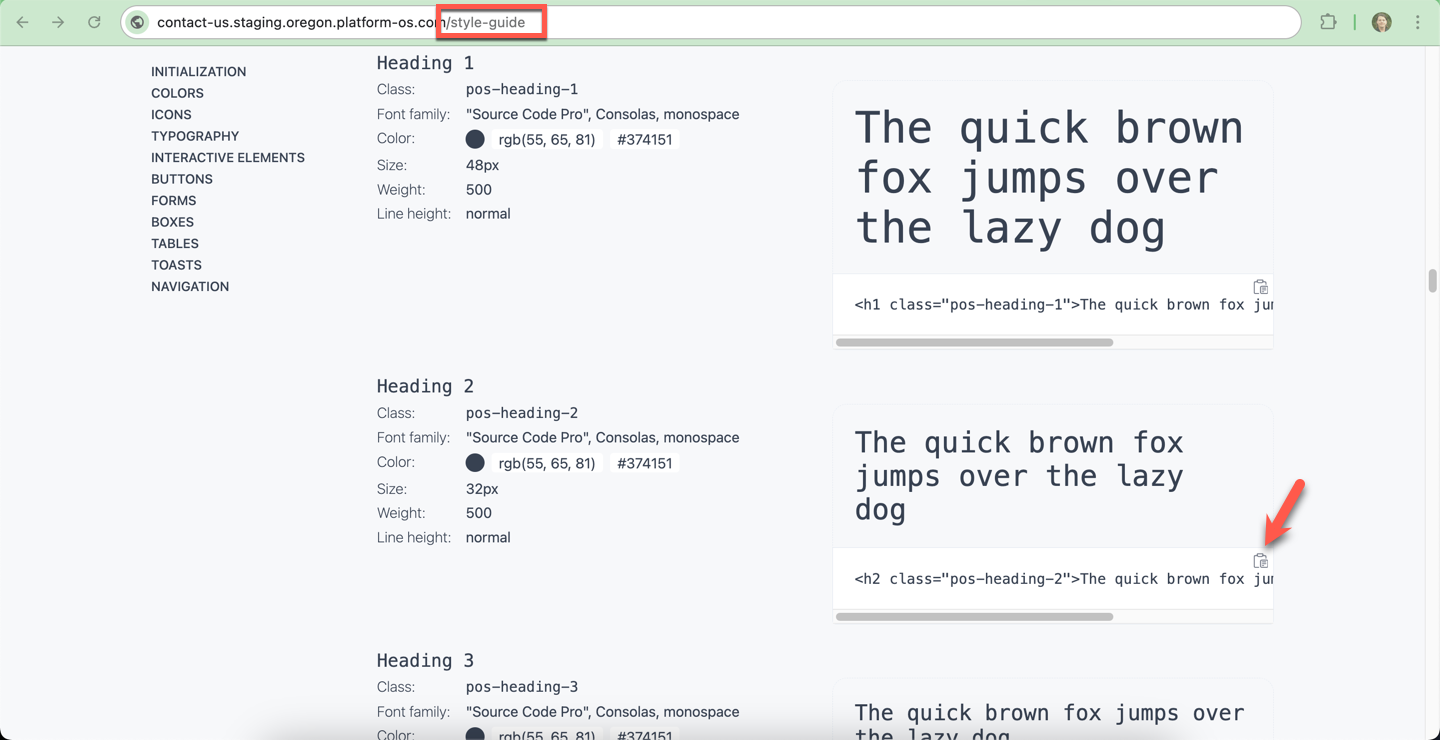 contact-us.staging.oregon.platform-os.com/style-guide
INITIALIZATION
COLORS
ICONS
TYPOGRAPHY
INTERACTIVE ELEMENTS
BUTTONS
FORMS
BOXES
TABLES
TOASTS
NAVIGATION
Heading 1
Class: pos-heading-1
Font family: "Source Code Pro", Consolas, monospace
Color: rgb(55, 65, 81) #374151
Size: 48px
Weight: 500
Line height: normal
The quick brown
fox jumps over
the lazy dog
<h1 class="pos-heading-1">The quick brown fox jum
Heading 2
Class: pos-heading-2
Font family: "Source Code Pro", Consolas, monospace
Color: rgb(55, 65, 81) #374151
Size: 32px
Weight: 500
Line height: normal
The quick brown fox
jumps over the lazy
dog
<h2 class="pos-heading-2">The quick brown fox jum
Heading 3
Class: pos-heading-3
Font family: "Source Code Pro", Consolas, monospace
Color: rgb(55, 65, 81) #374151
The quick brown fox jumps over
the lazy dog